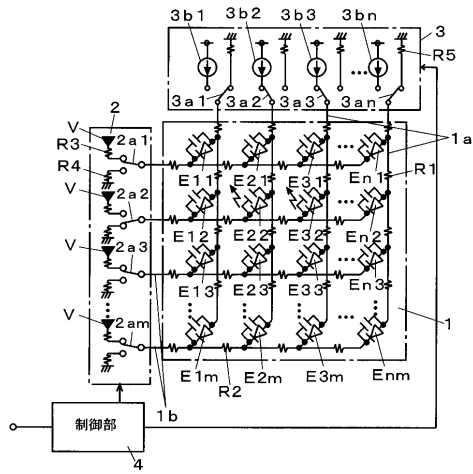 3b1 3b2 3b3 3bn 3
R5
3a1 3a2 3a3 3an
1a
V 2
R3 2a1
R4
R1
E11 E21 E31 En1
V 2a2
E12 E22 E32 En2
V 2a3
E13 E23 E33 En3
V 2am
1
E1m R2 E2m E3m Enm
1b
制御部
4